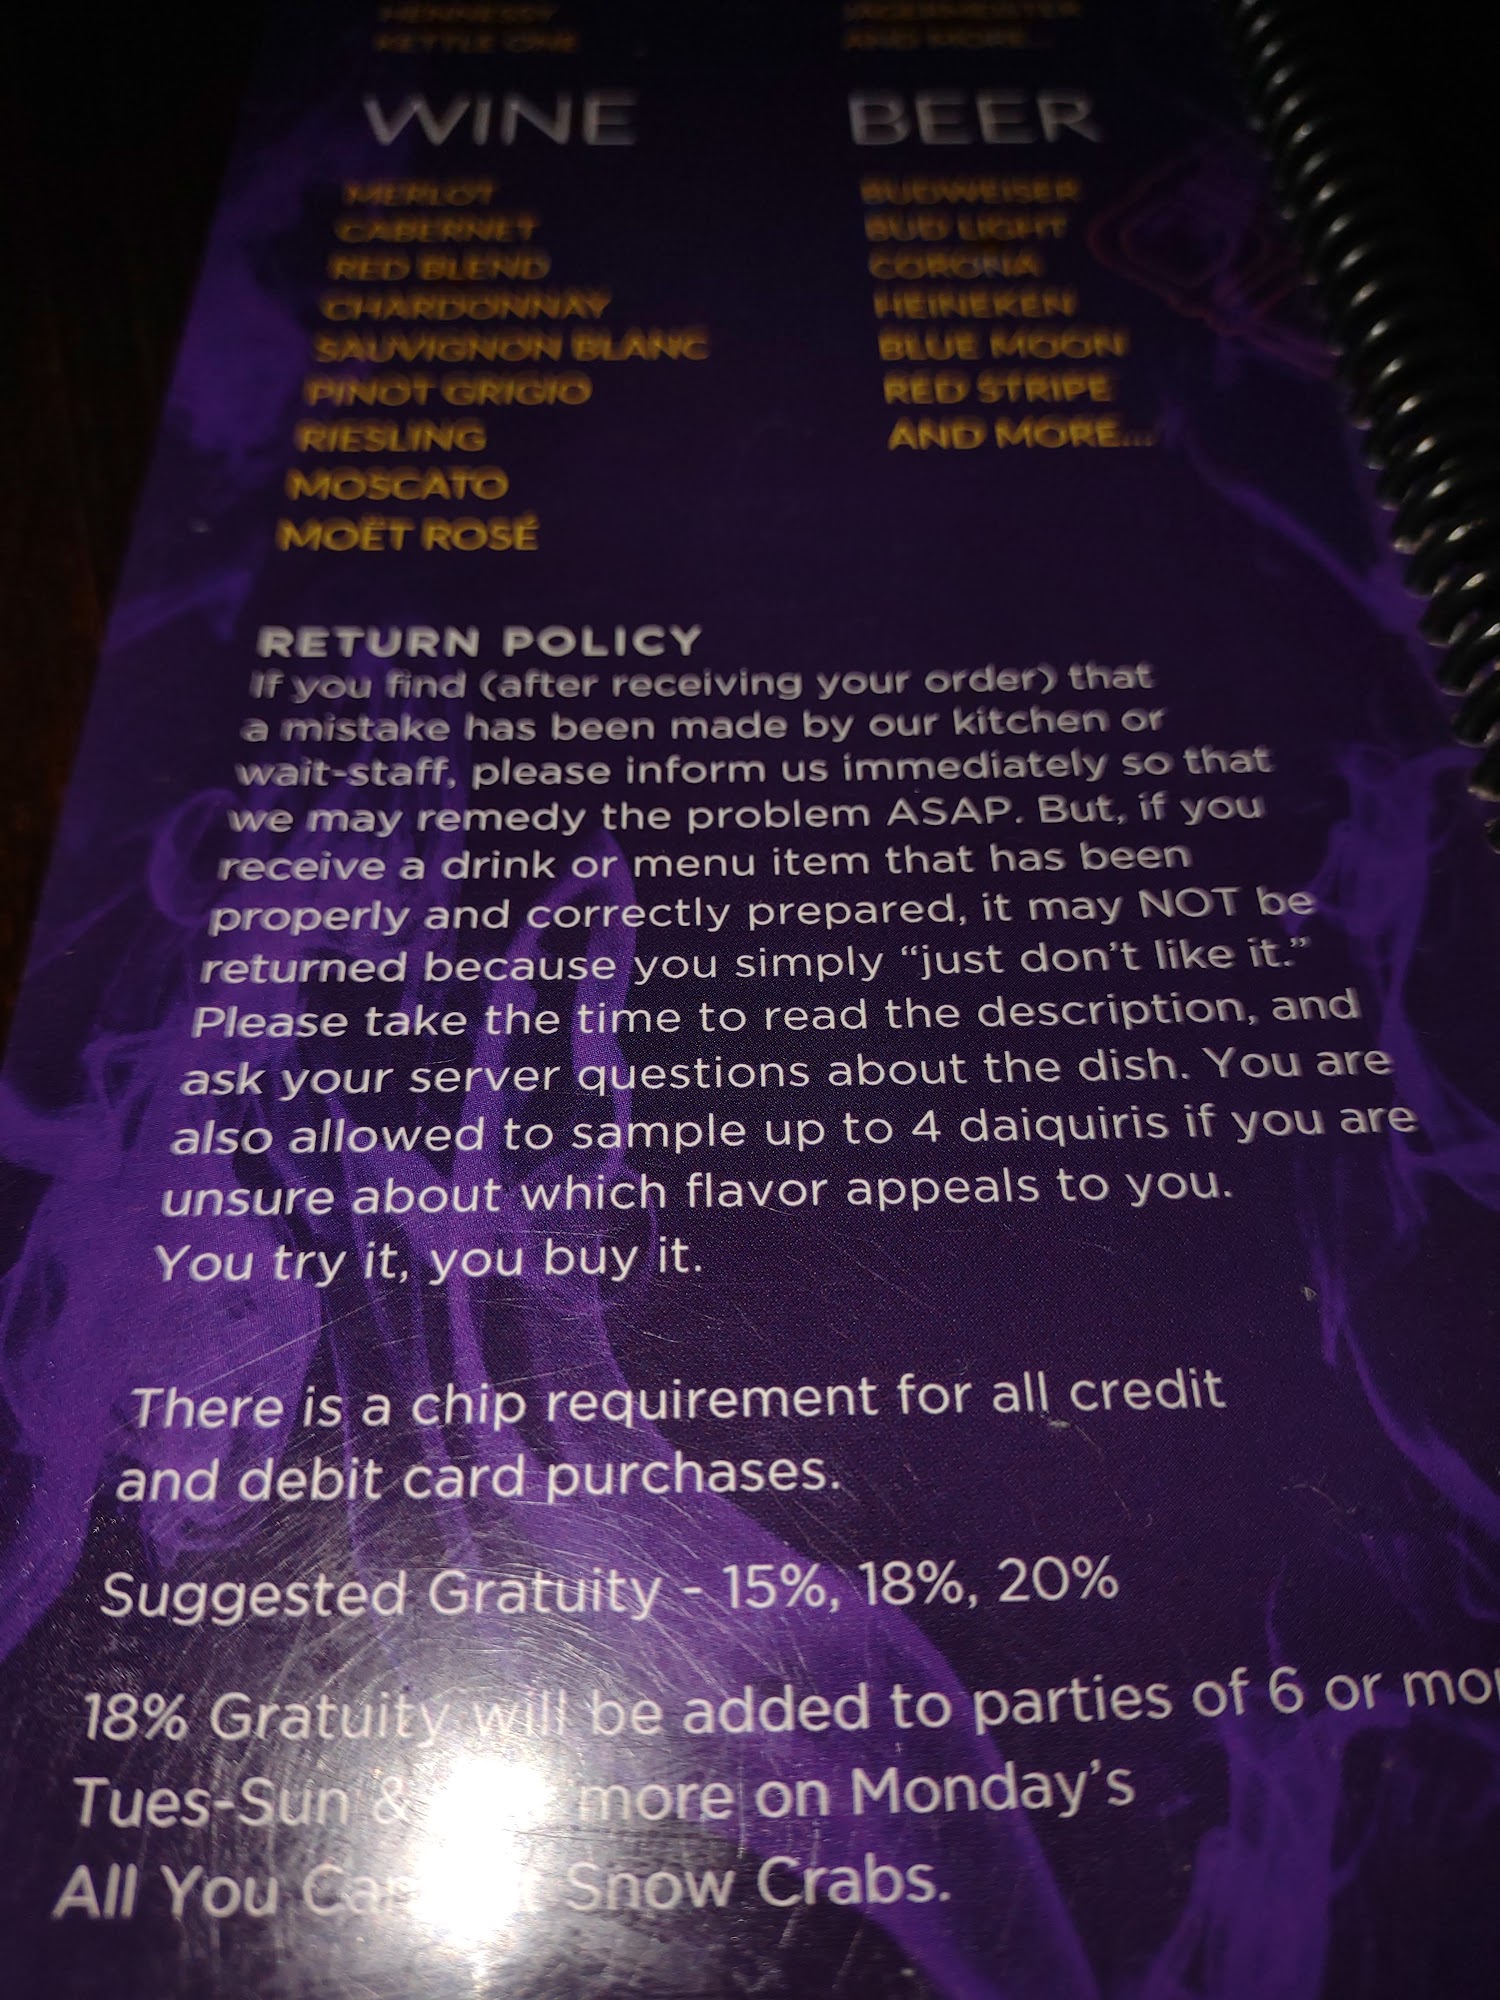 HENNESSY
KETTLE ONE
JAGERMEISTER
AND MORE...
WINE
MERLOT
CABERNET
RED BLEND
CHARDONNAY
SAUVIGNON BLANC
PINOT GRIGIO
RIESLING
MOSCATO
MOËT ROSÉ
BEER
BUDWEISER
BUD LIGHT
CORONA
HEINEKEN
BLUE MOON
RED STRIPE
AND MORE...
RETURN POLICY
If you find (after receiving your order) that
a mistake has been made by our kitchen or
wait-staff, please inform us immediately so that
we may remedy the problem ASAP. But, if you
receive a drink or menu item that has been
properly and correctly prepared, it may NOT be
returned because you simply “just don’t like it.”
Please take the time to read the description, and
ask your server questions about the dish. You are
also allowed to sample up to 4 daiquiris if you are
unsure about which flavor appeals to you.
You try it, you buy it.
There is a chip requirement for all credit
and debit card purchases.
Suggested Gratuity - 15%, 18%, 20%
18% Gratuity will be added to parties of 6 or
Tues-Sun & more on Monday’s
All You Snow Crabs.